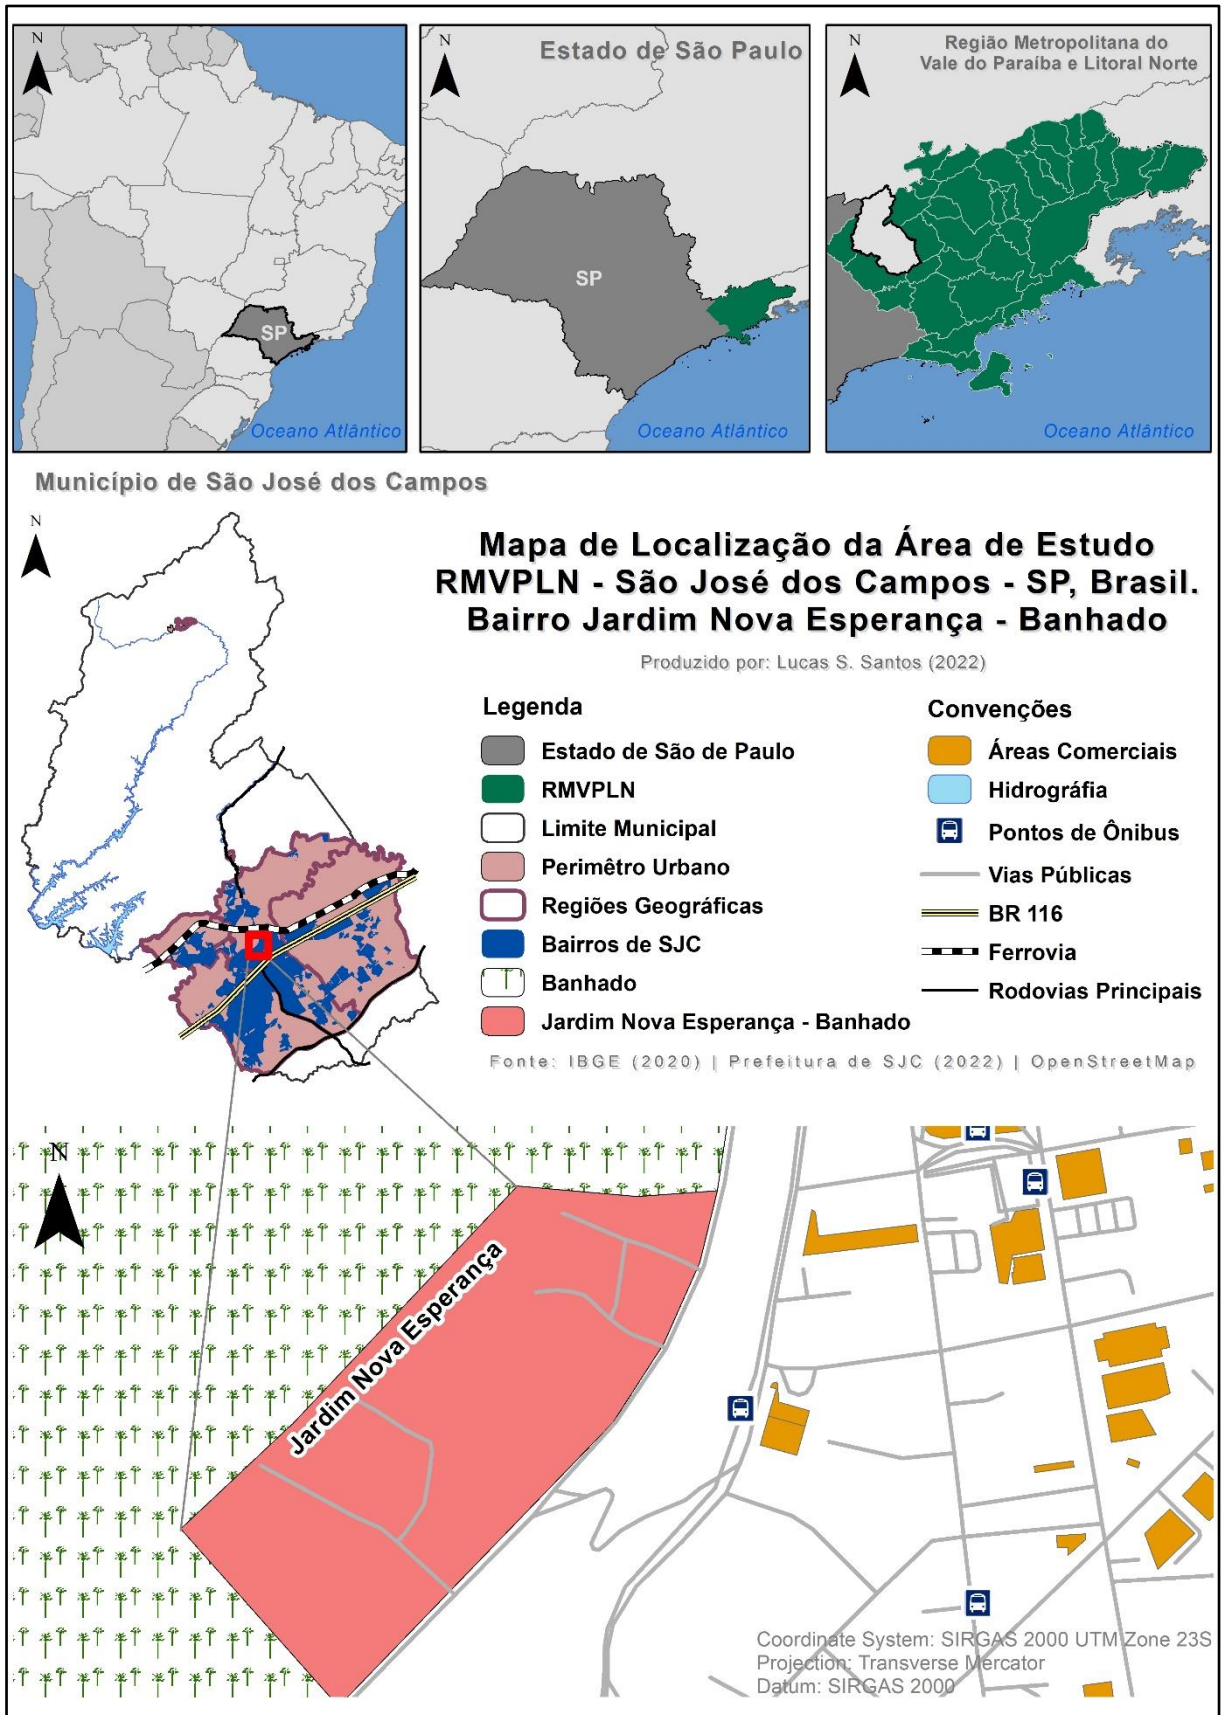 N
SP
Oceano Atlântico
N
Estado de São Paulo
SP
Oceano Atlântico
N
Região Metropolitana do
Vale do Paraíba e Litoral Norte
Oceano Atlântico
Município de São José dos Campos
N
Mapa de Localização da Área de Estudo
RMVPLN - São José dos Campos - SP, Brasil.
Bairro Jardim Nova Esperança - Banhado
Produzido por: Lucas S. Santos (2022)
Legenda
Estado de São de Paulo
RMVPLN
Limite Municipal
Perimêtro Urbano
Regiões Geográficas
Bairros de SJC
Banhado
Jardim Nova Esperança - Banhado
Convenções
Áreas Comerciais
Hidrográfia
Pontos de Ônibus
Vias Públicas
BR 116
Ferrovia
Rodovias Principais
Fonte: IBGE (2020) | Prefeitura de SJC (2022) | OpenStreetMap
N
Jardim Nova Esperança
Coordinate System: SIRGAS 2000 UTM Zone 23S
Projection: Transverse Mercator
Datum: SIRGAS 2000